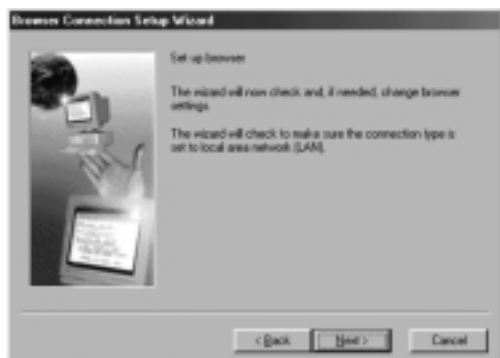 Browser Connection Setup Wizard
Set up browser
The wizard will now check and, if needed, change browser
settings.
The wizard will check to make sure the connection type is
set to local area network (LAN).
< Back
Next >
Cancel